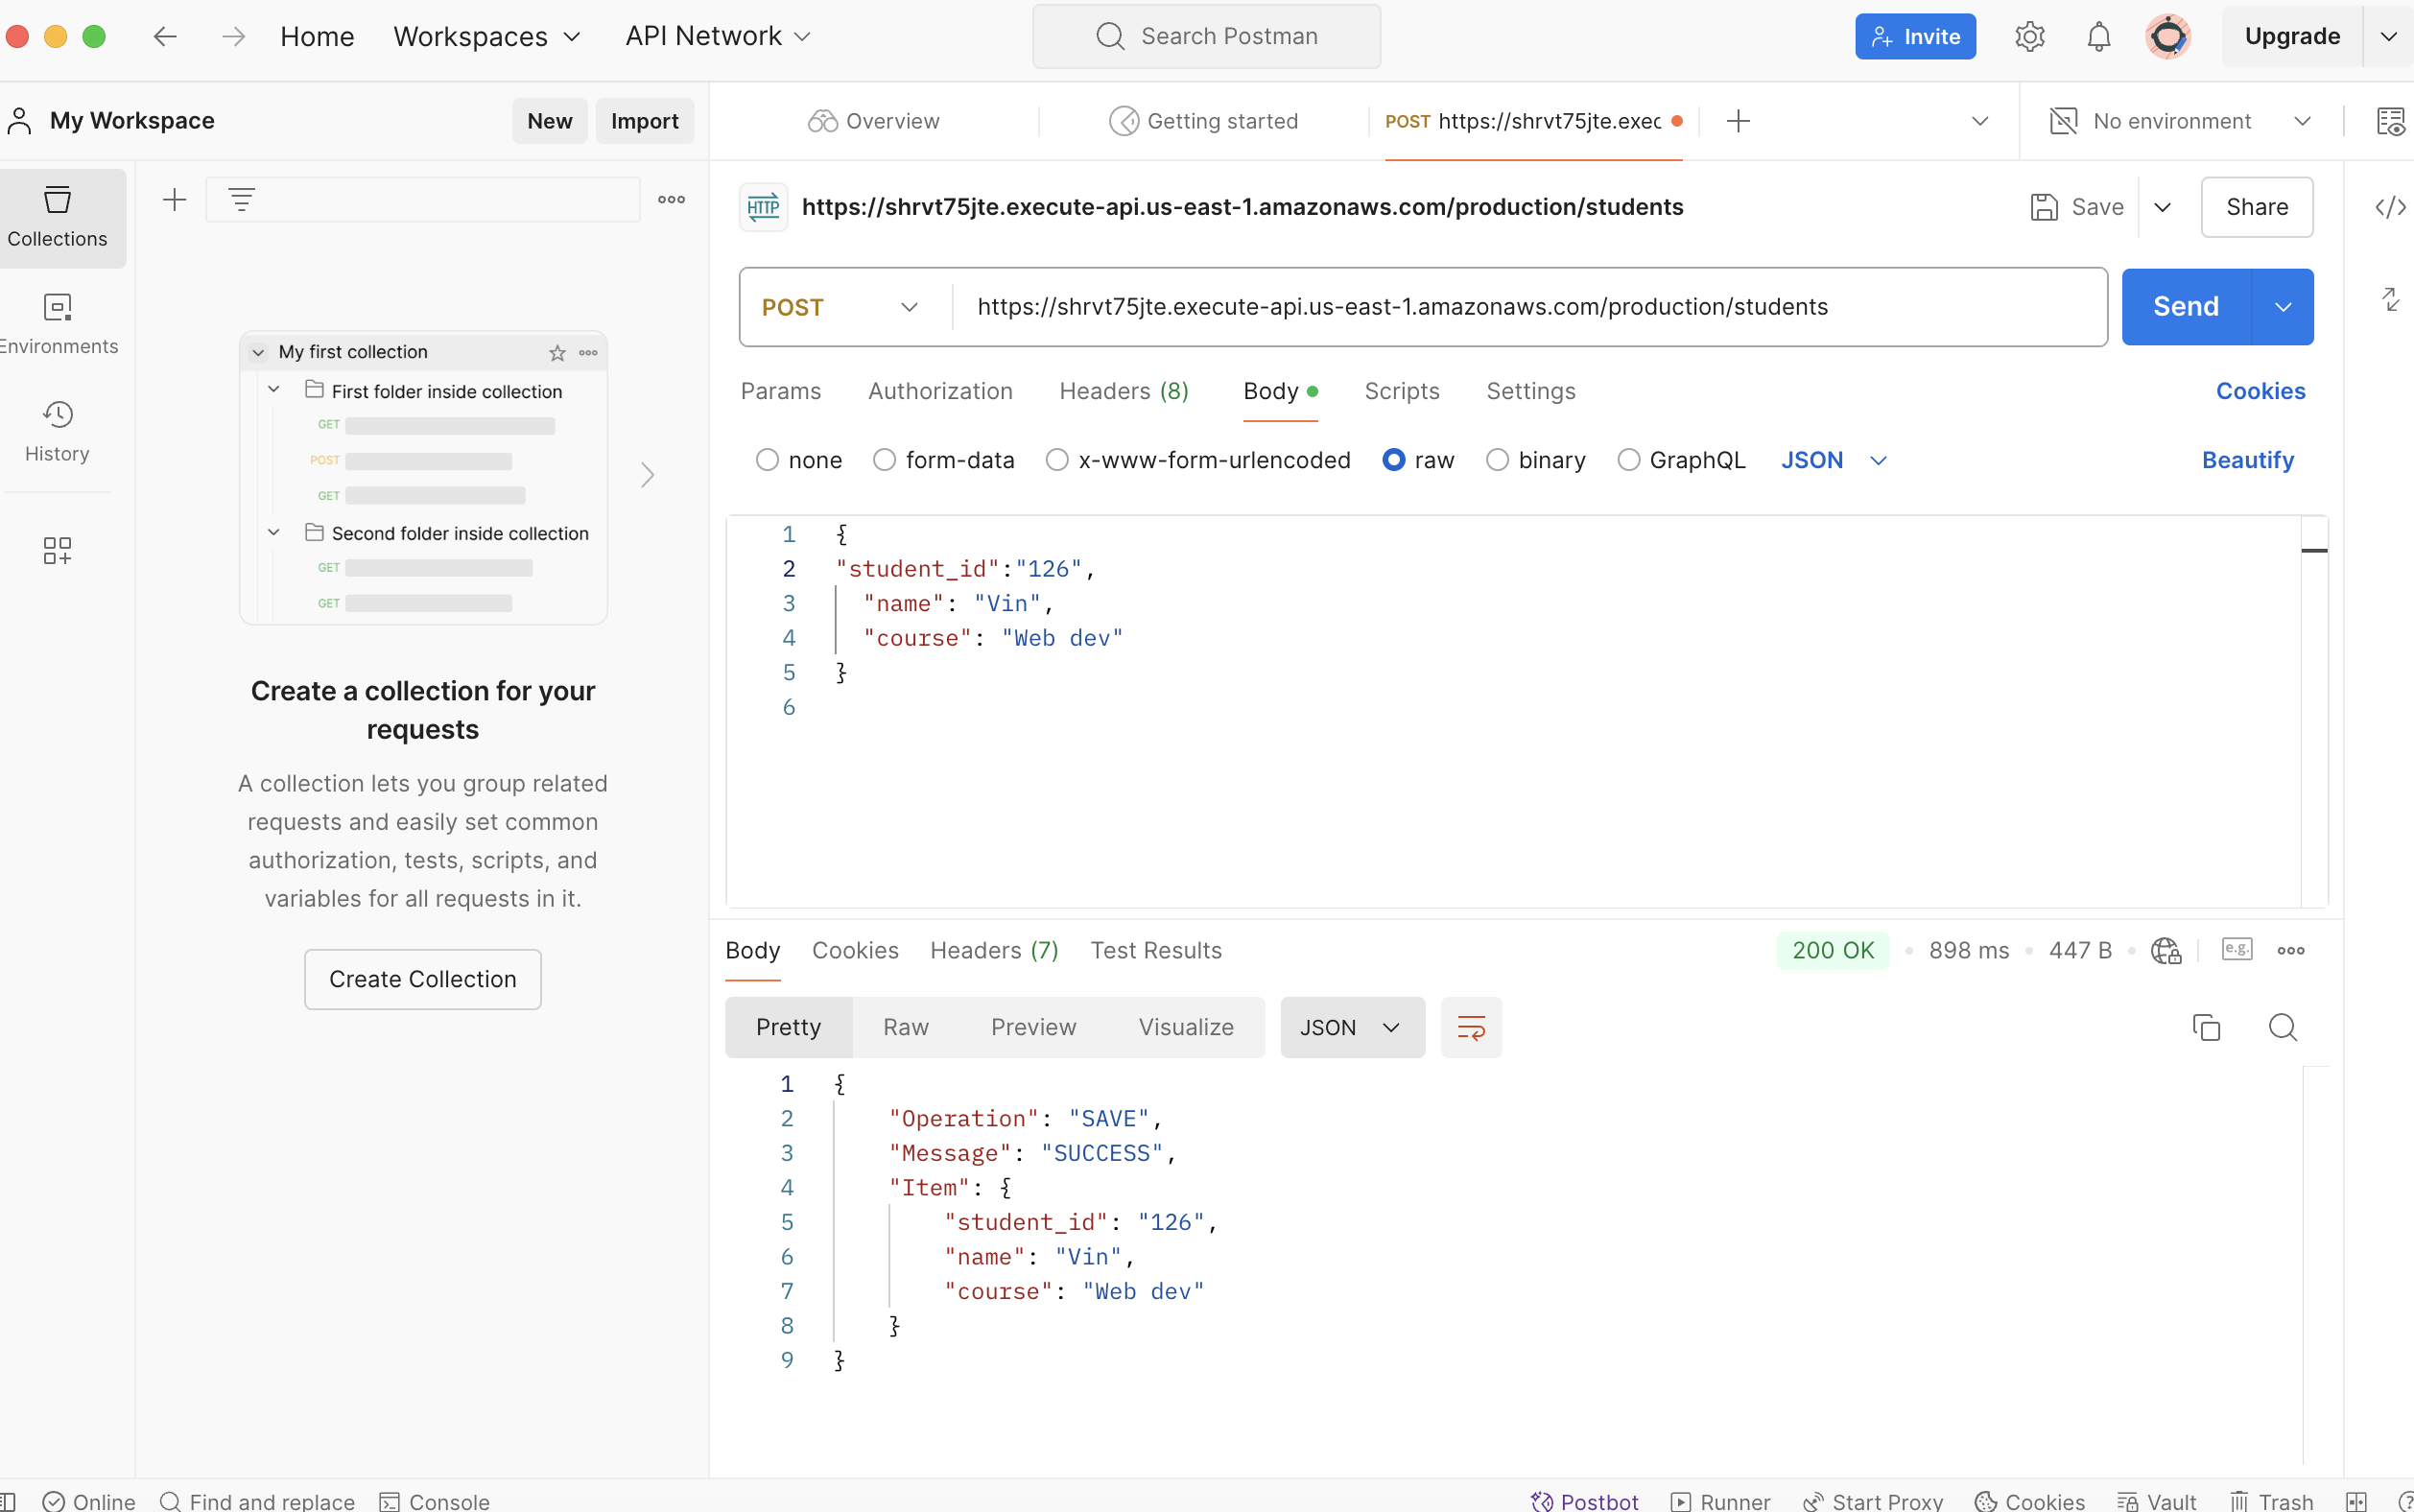 Home Workspaces API Network Search Postman Invite Upgrade
My Workspace New Import Overview Getting started POST https://shrvt75jte.exec No environment
Collections
Environments
History
My first collection
First folder inside collection
GET
POST
GET
Second folder inside collection
GET
GET
Create a collection for your
requests
A collection lets you group related
requests and easily set common
authorization, tests, scripts, and
variables for all requests in it.
Create Collection
HTTP https://shrvt75jte.execute-api.us-east-1.amazonaws.com/production/students Save Share
POST https://shrvt75jte.execute-api.us-east-1.amazonaws.com/production/students Send
Params Authorization Headers (8) Body Scripts Settings Cookies
none form-data x-www-form-urlencoded raw binary GraphQL JSON Beautify
1 {
2 "student_id":"126",
3 "name": "Vin",
4 "course": "Web dev"
5 }
6
Body Cookies Headers (7) Test Results 200 OK 898 ms 447 B e.g.
Pretty Raw Preview Visualize JSON
1 {
2 "Operation": "SAVE",
3 "Message": "SUCCESS",
4 "Item": {
5 "student_id": "126",
6 "name": "Vin",
7 "course": "Web dev"
8 }
9 }
Online Find and replace Console Postbot Runner Start Proxy Cookies Vault Trash